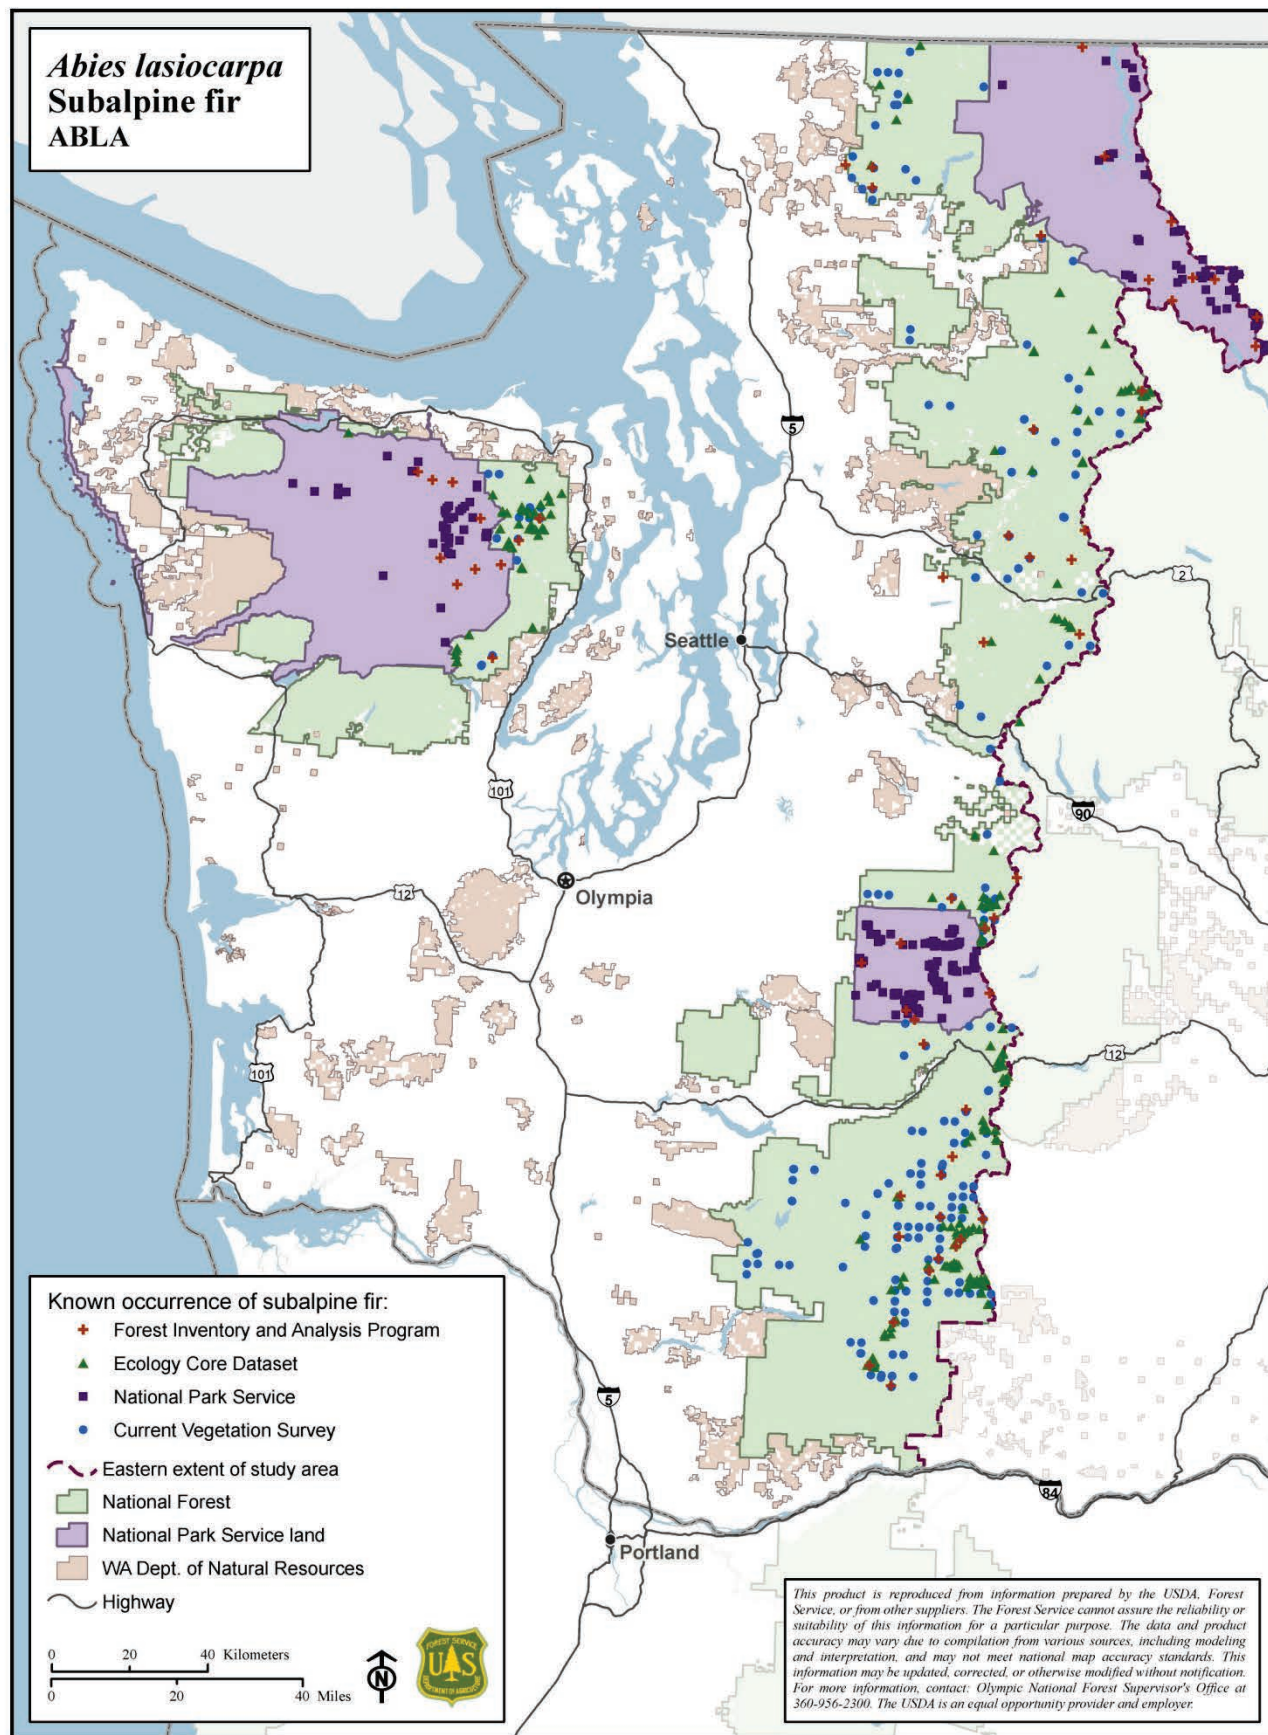 Abies lasiocarpa
Subalpine fir
ABLA
5
2
Seattle
101
90
12
Olympia
101
12
Known occurrence of subalpine fir:
Forest Inventory and Analysis Program
Ecology Core Dataset
National Park Service
Current Vegetation Survey
Eastern extent of study area
National Forest
National Park Service land
WA Dept. of Natural Resources
Highway
0 20 40 Kilometers
0 20 40 Miles
N
FOREST SERVICE
US
DEPARTMENT OF AGRICULTURE
5
84
Portland
This product is reproduced from information prepared by the USDA, Forest
Service, or from other suppliers. The Forest Service cannot assure the reliability or
suitability of this information for a particular purpose. The data and product
accuracy may vary due to compilation from various sources, including modeling
and interpretation, and may not meet national map accuracy standards. This
information may be updated, corrected, or otherwise modified without notification.
For more information, contact: Olympic National Forest Supervisor's Office at
360-956-2300. The USDA is an equal opportunity provider and employer.